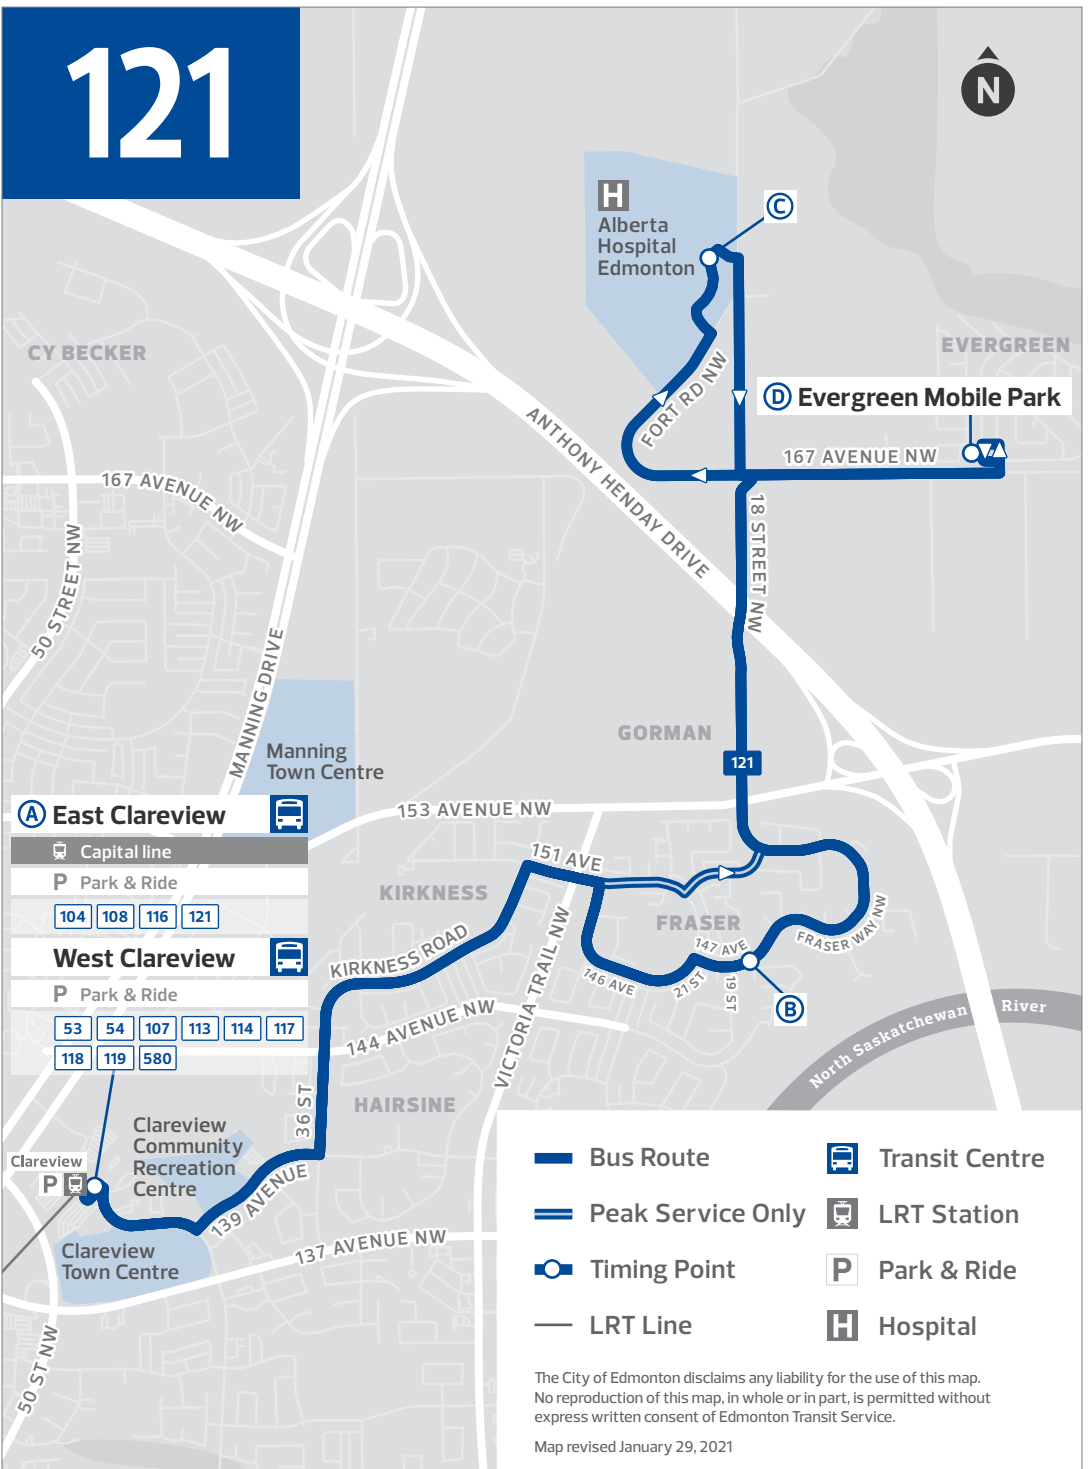 121
N
H
Alberta
Hospital
Edmonton
C
CY BECKER
EVERGREEN
D Evergreen Mobile Park
FORT RD NW
ANTHONY HENDAY DRIVE
167 AVENUE NW
167 AVENUE NW
18 STREET NW
50 STREET NW
MANNING DRIVE
GORMAN
121
Manning
Town Centre
153 AVENUE NW
A East Clareview
Capital line
P Park & Ride
104 108 116 121
West Clareview
P Park & Ride
53 54 107 113 114 117
118 119 580
151 AVE
KIRKNESS
FRASER
KIRKNESS ROAD
VICTORIA TRAIL NW
147 AVE
FRASER WAY NW
146 AVE
21 ST
19 ST
B
144 AVENUE NW
North Saskatchewan River
36 ST
HAIRSINE
Clareview
Community
Recreation
Centre
Clareview
P
139 AVENUE
Clareview
Town Centre
137 AVENUE NW
50 ST NW
Bus Route
Peak Service Only
Timing Point
LRT Line
Transit Centre
LRT Station
P Park & Ride
H Hospital
The City of Edmonton disclaims any liability for the use of this map.
No reproduction of this map, in whole or in part, is permitted without
express written consent of Edmonton Transit Service.
Map revised January 29, 2021